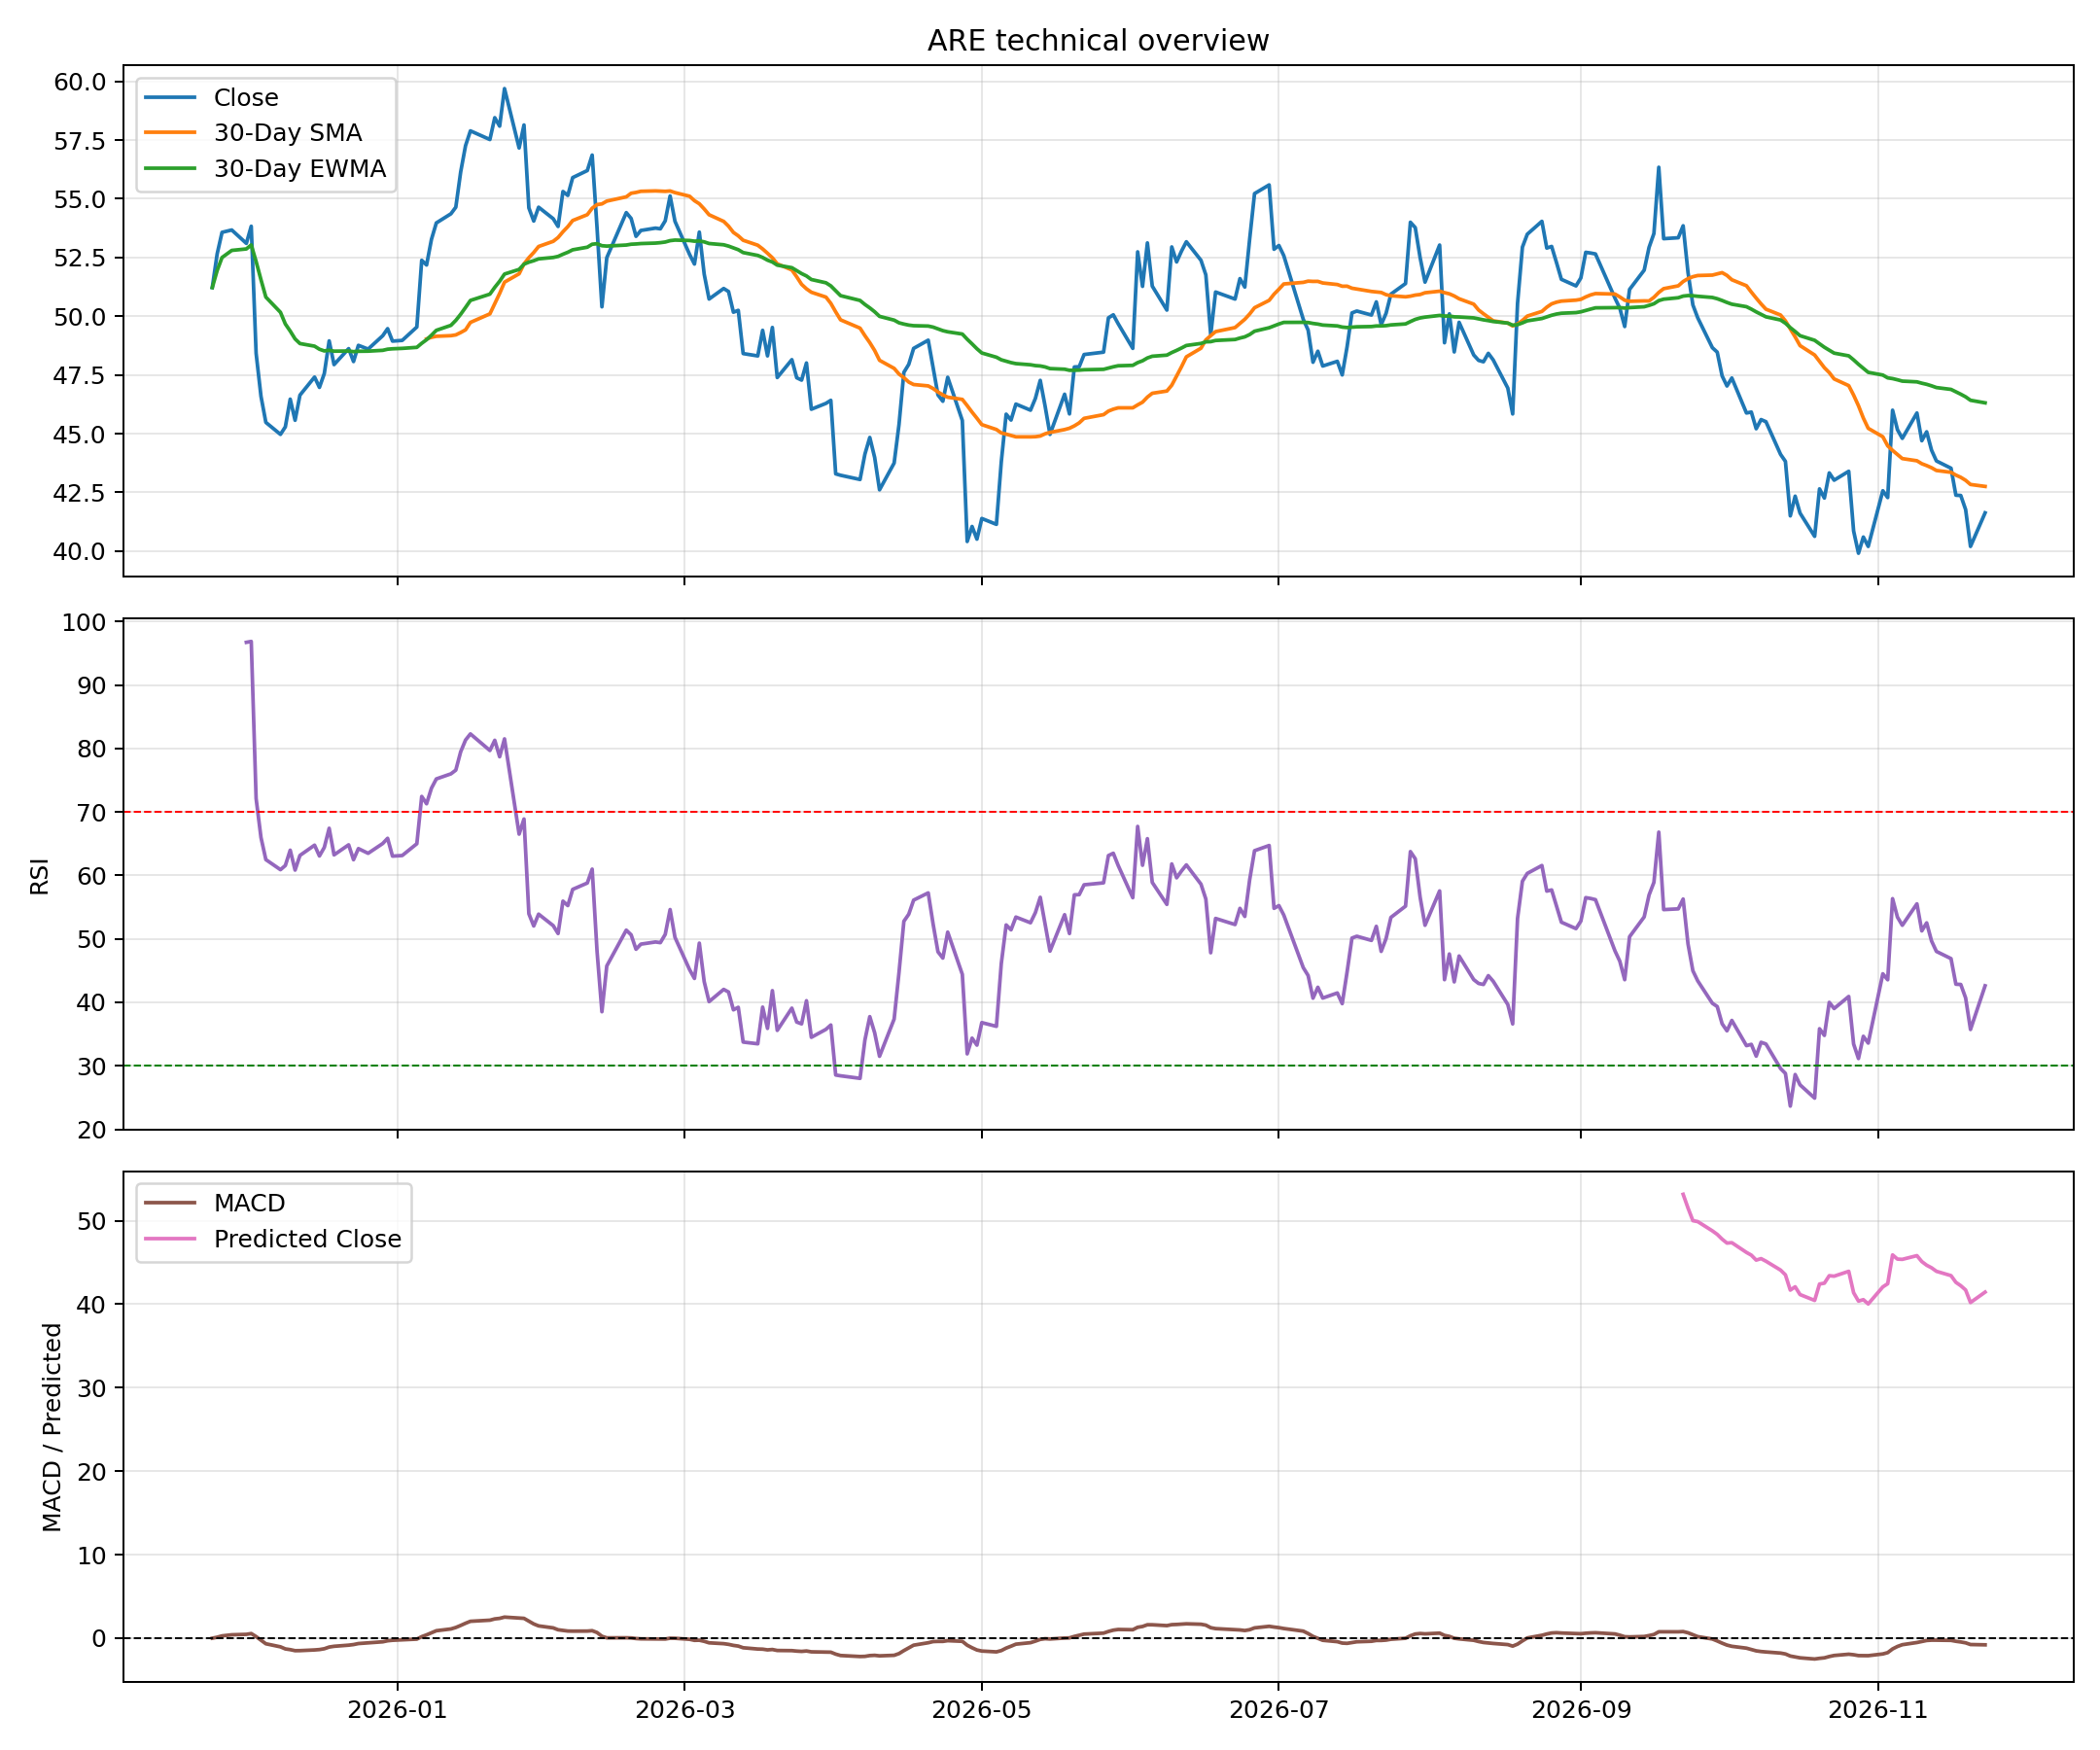 ARE technical overview
60.0
57.5
55.0
52.5
50.0
47.5
45.0
42.5
40.0
Close
30-Day SMA
30-Day EWMA
RSI
100
90
80
70
60
50
40
30
20
MACD / Predicted
50
40
30
20
10
0
MACD
Predicted Close
2026-01 2026-03 2026-05 2026-07 2026-09 2026-11